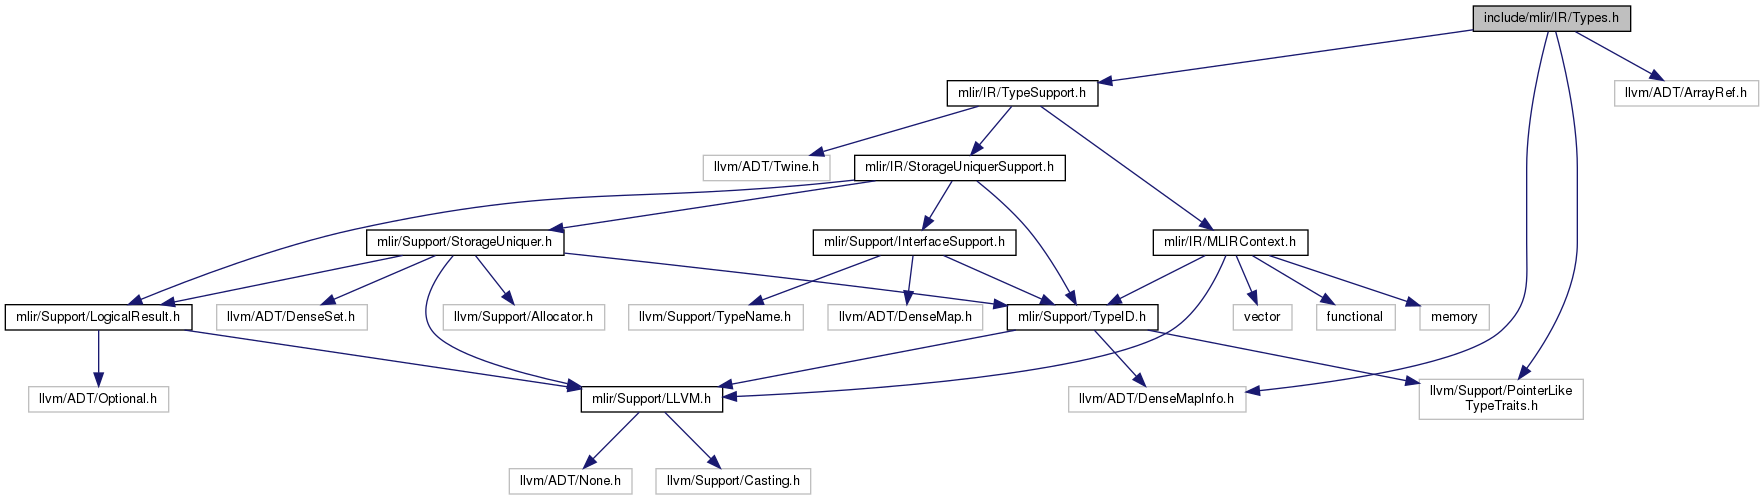 include/mlir/IR/Types.h
mlir/IR/TypeSupport.h
llvm/ADT/ArrayRef.h
llvm/ADT/Twine.h
mlir/IR/StorageUniquerSupport.h
mlir/Support/StorageUniquer.h
mlir/Support/InterfaceSupport.h
mlir/IR/MLIRContext.h
mlir/Support/LogicalResult.h
llvm/ADT/DenseSet.h
llvm/Support/Allocator.h
llvm/Support/TypeName.h
llvm/ADT/DenseMap.h
mlir/Support/TypeID.h
vector
functional
memory
llvm/ADT/Optional.h
mlir/Support/LLVM.h
llvm/ADT/DenseMapInfo.h
llvm/Support/PointerLike
TypeTraits.h
llvm/ADT/None.h
llvm/Support/Casting.h